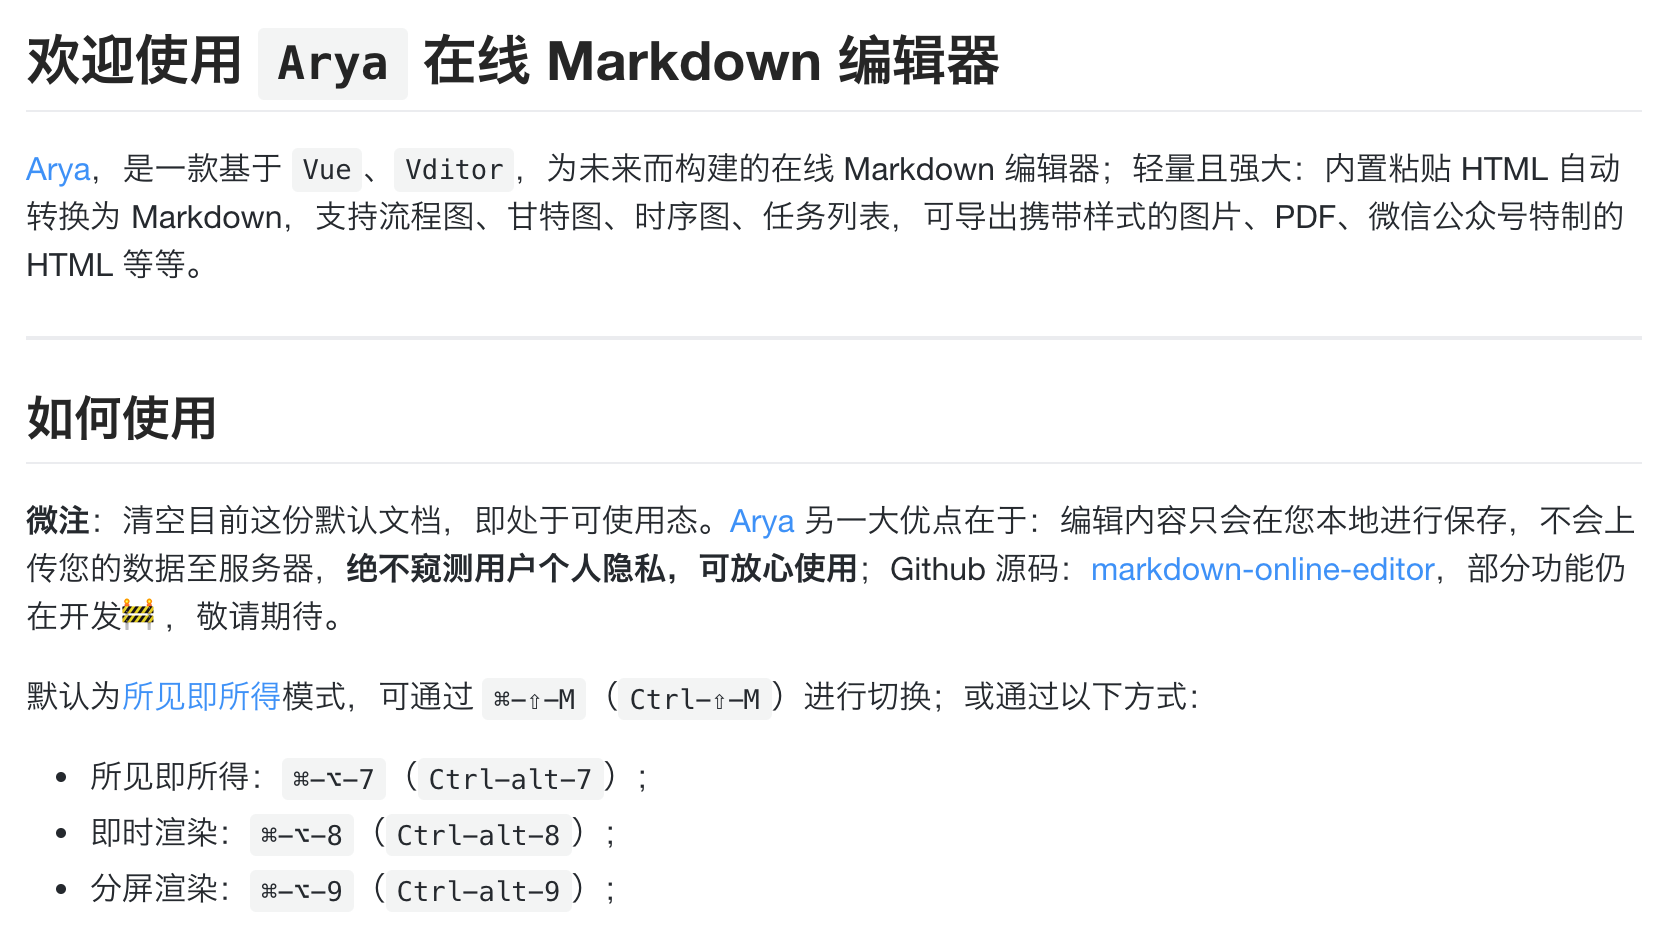 欢迎使用 Arya 在线 Markdown 编辑器
Arya，是一款基于 Vue、Vditor，为未来而构建的在线 Markdown 编辑器；轻量且强大：内置粘贴 HTML 自动
转换为 Markdown，支持流程图、甘特图、时序图、任务列表，可导出携带样式的图片、PDF、微信公众号特制的
HTML 等等。
如何使用
微注：清空目前这份默认文档，即处于可使用态。Arya 另一大优点在于：编辑内容只会在您本地进行保存，不会上
传您的数据至服务器，绝不窥测用户个人隐私，可放心使用；Github 源码：markdown-online-editor，部分功能仍
在开发🚧，敬请期待。
默认为所见即所得模式，可通过 ⌘-⇧-M（Ctrl-⇧-M）进行切换；或通过以下方式：
• 所见即所得：⌘-⌥-7（Ctrl-alt-7）；
• 即时渲染：⌘-⌥-8（Ctrl-alt-8）；
• 分屏渲染：⌘-⌥-9（Ctrl-alt-9）；